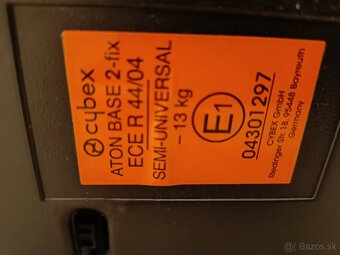 cybex
ATON BASE 2-fix
ECE R 44/04
SEMI-UNIVERSAL
– 13 kg
E1
04301297
CYBEX GmbH
Riedinger Str. 18, 95448 Bayreuth
Germany
Bazos.sk